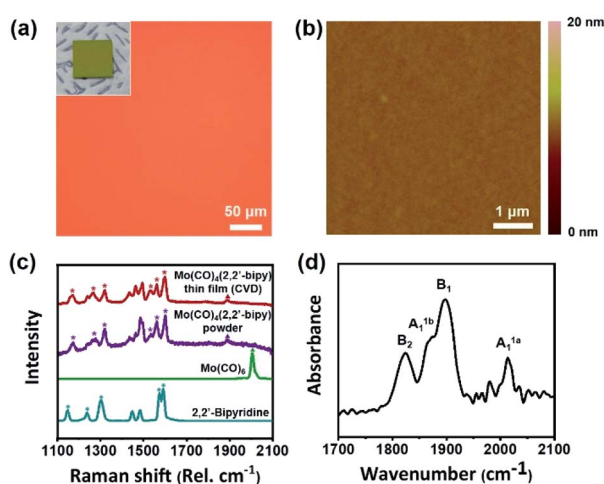 (a)
50 µm
(b)
1 µm
20 nm
0 nm
(c)
Intensity
Mo(CO)₄(2,2'-bipy)
thin film (CVD)
Mo(CO)₄(2,2'-bipy)
powder
Mo(CO)₆
2,2'-Bipyridine
1100 1300 1500 1700 1900 2100
Raman shift (Rel. cm⁻¹)
(d)
Absorbance
B₂
A₁¹ᵇ
B₁
A₁¹ᵃ
1700 1800 1900 2000 2100
Wavenumber (cm⁻¹)